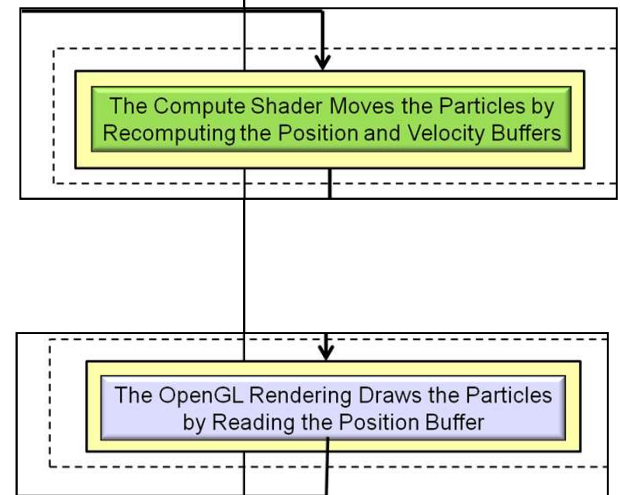 The Compute Shader Moves the Particles by
Recomputing the Position and Velocity Buffers
The OpenGL Rendering Draws the Particles
by Reading the Position Buffer